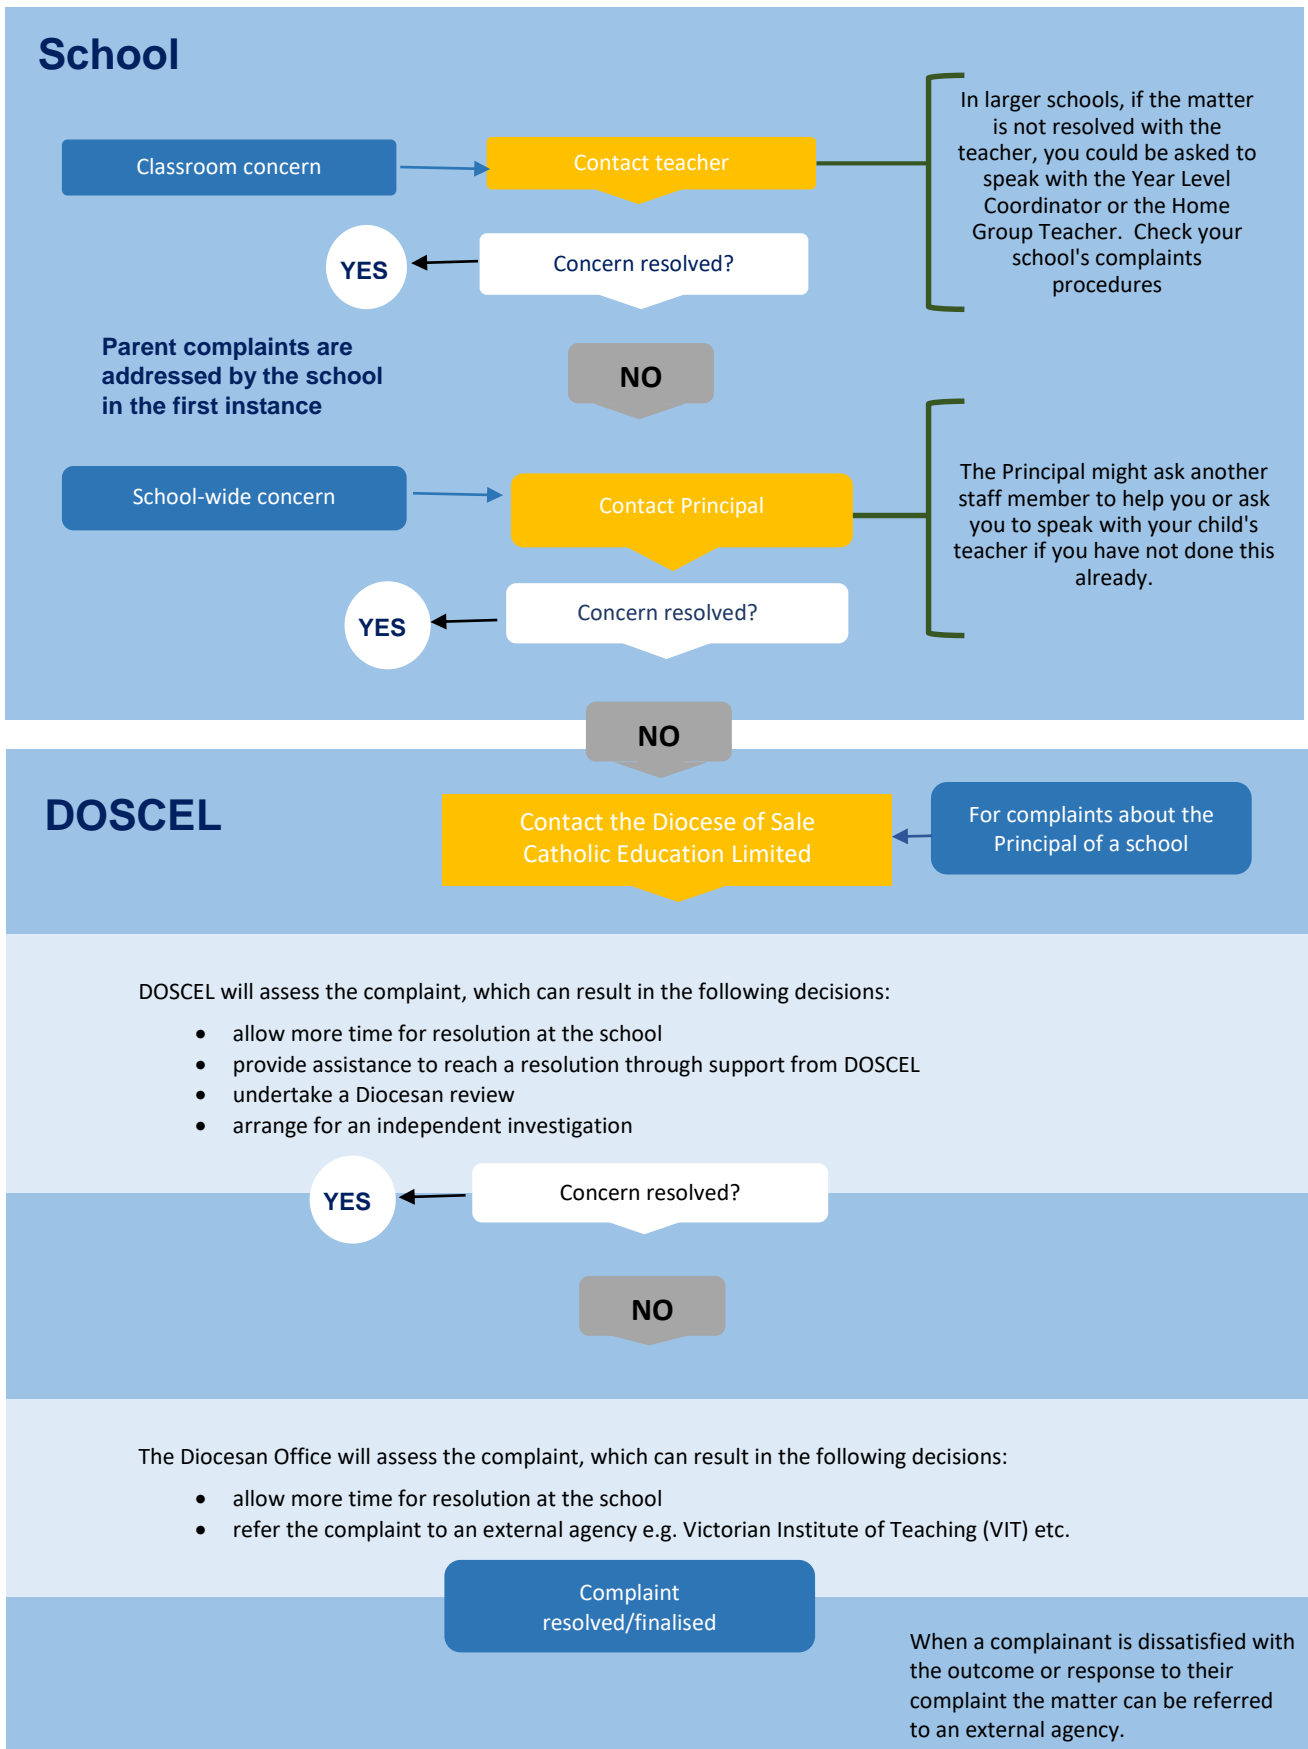 School
Classroom concern
Contact teacher
In larger schools, if the matter
is not resolved with the
teacher, you could be asked to
speak with the Year Level
Coordinator or the Home
Group Teacher.  Check your
school's complaints
procedures
YES
Concern resolved?
Parent complaints are
addressed by the school
in the first instance
NO
School-wide concern
Contact Principal
The Principal might ask another
staff member to help you or ask
you to speak with your child's
teacher if you have not done this
already.
YES
Concern resolved?
NO
DOSCEL
Contact the Diocese of Sale
Catholic Education Limited
For complaints about the
Principal of a school
DOSCEL will assess the complaint, which can result in the following decisions:
• allow more time for resolution at the school
• provide assistance to reach a resolution through support from DOSCEL
• undertake a Diocesan review
• arrange for an independent investigation
YES
Concern resolved?
NO
The Diocesan Office will assess the complaint, which can result in the following decisions:
• allow more time for resolution at the school
• refer the complaint to an external agency e.g. Victorian Institute of Teaching (VIT) etc.
Complaint
resolved/finalised
When a complainant is dissatisfied with
the outcome or response to their
complaint the matter can be referred
to an external agency.